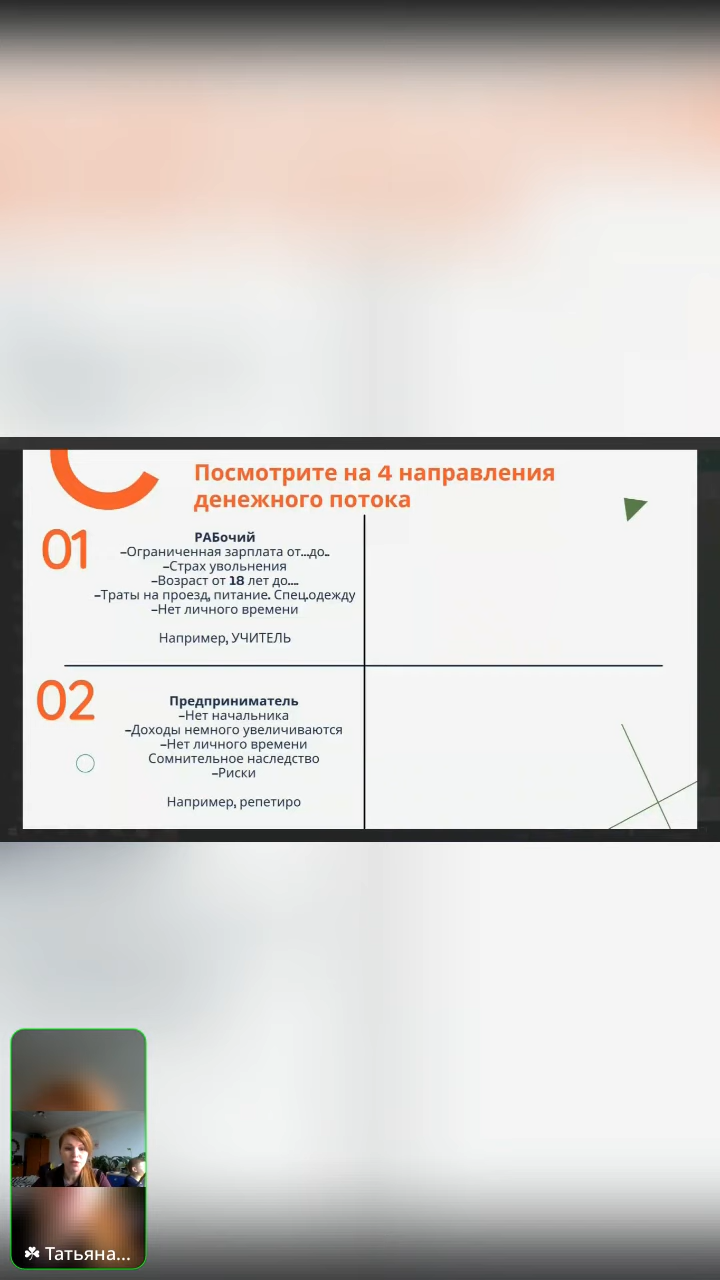 Посмотрите на 4 направления
денежного потока
01
РАБочий
–Ограниченная зарплата от...до..
–Страх увольнения
–Возраст от 18 лет до....
–Траты на проезд, питание. Спец.одежду
–Нет личного времени
Например, УЧИТЕЛЬ
02
Предприниматель
–Нет начальника
–Доходы немного увеличиваются
–Нет личного времени
Сомнительное наследство
–Риски
Например, репетиро
☘ Татьяна...